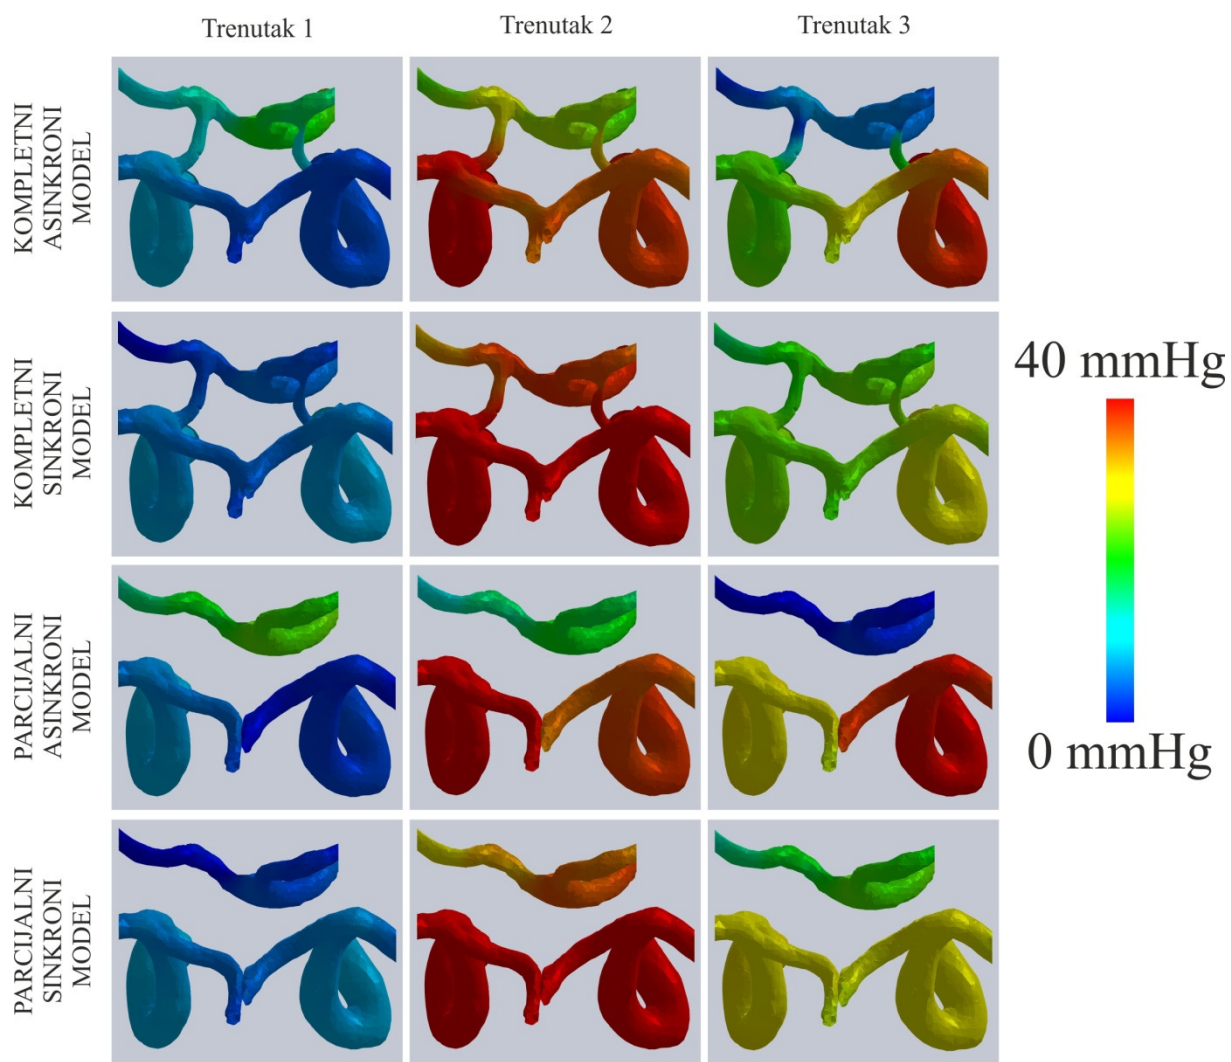 Trenutak 1
Trenutak 2
Trenutak 3
KOMPLETNI
ASINKRONI
MODEL
KOMPLETNI
SINKRONI
MODEL
40 mmHg
0 mmHg
PARCIJALNI
ASINKRONI
MODEL
PARCIJALNI
SINKRONI
MODEL